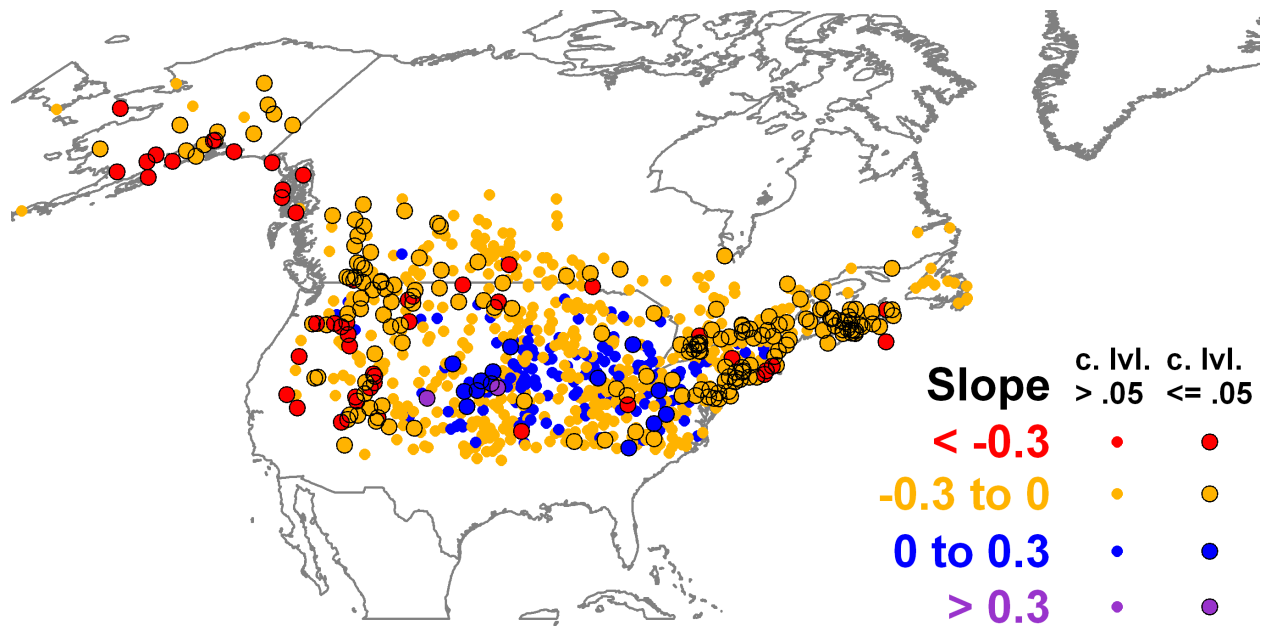 c. lvl. c. lvl.
Slope > .05 <= .05
< -0.3
-0.3 to 0
0 to 0.3
> 0.3